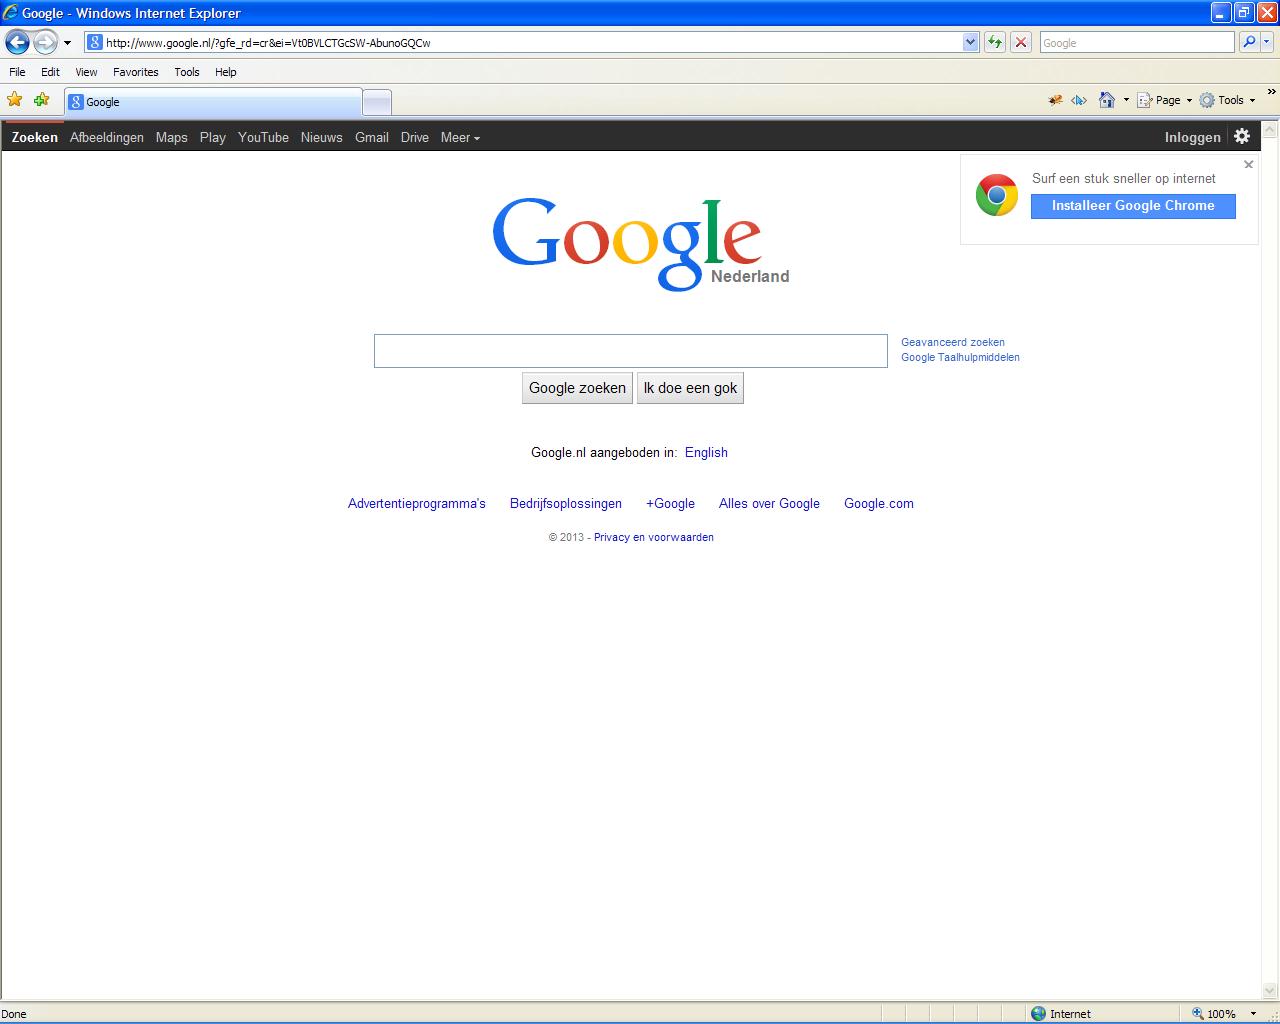 Google - Windows Internet Explorer
http://www.google.nl/?gfe_rd=cr&ei=Vt0BVLCTGcSW-AbunoGQCw
Google
File Edit View Favorites Tools Help
Google
Page Tools »
Zoeken Afbeeldingen Maps Play YouTube Nieuws Gmail Drive Meer Inloggen
Surf een stuk sneller op internet
Installeer Google Chrome
Google
Nederland
Geavanceerd zoeken
Google Taalhulpmiddelen
Google zoeken Ik doe een gok
Google.nl aangeboden in: English
Advertentieprogramma's Bedrijfsoplossingen +Google Alles over Google Google.com
© 2013 - Privacy en voorwaarden
Done Internet 100%